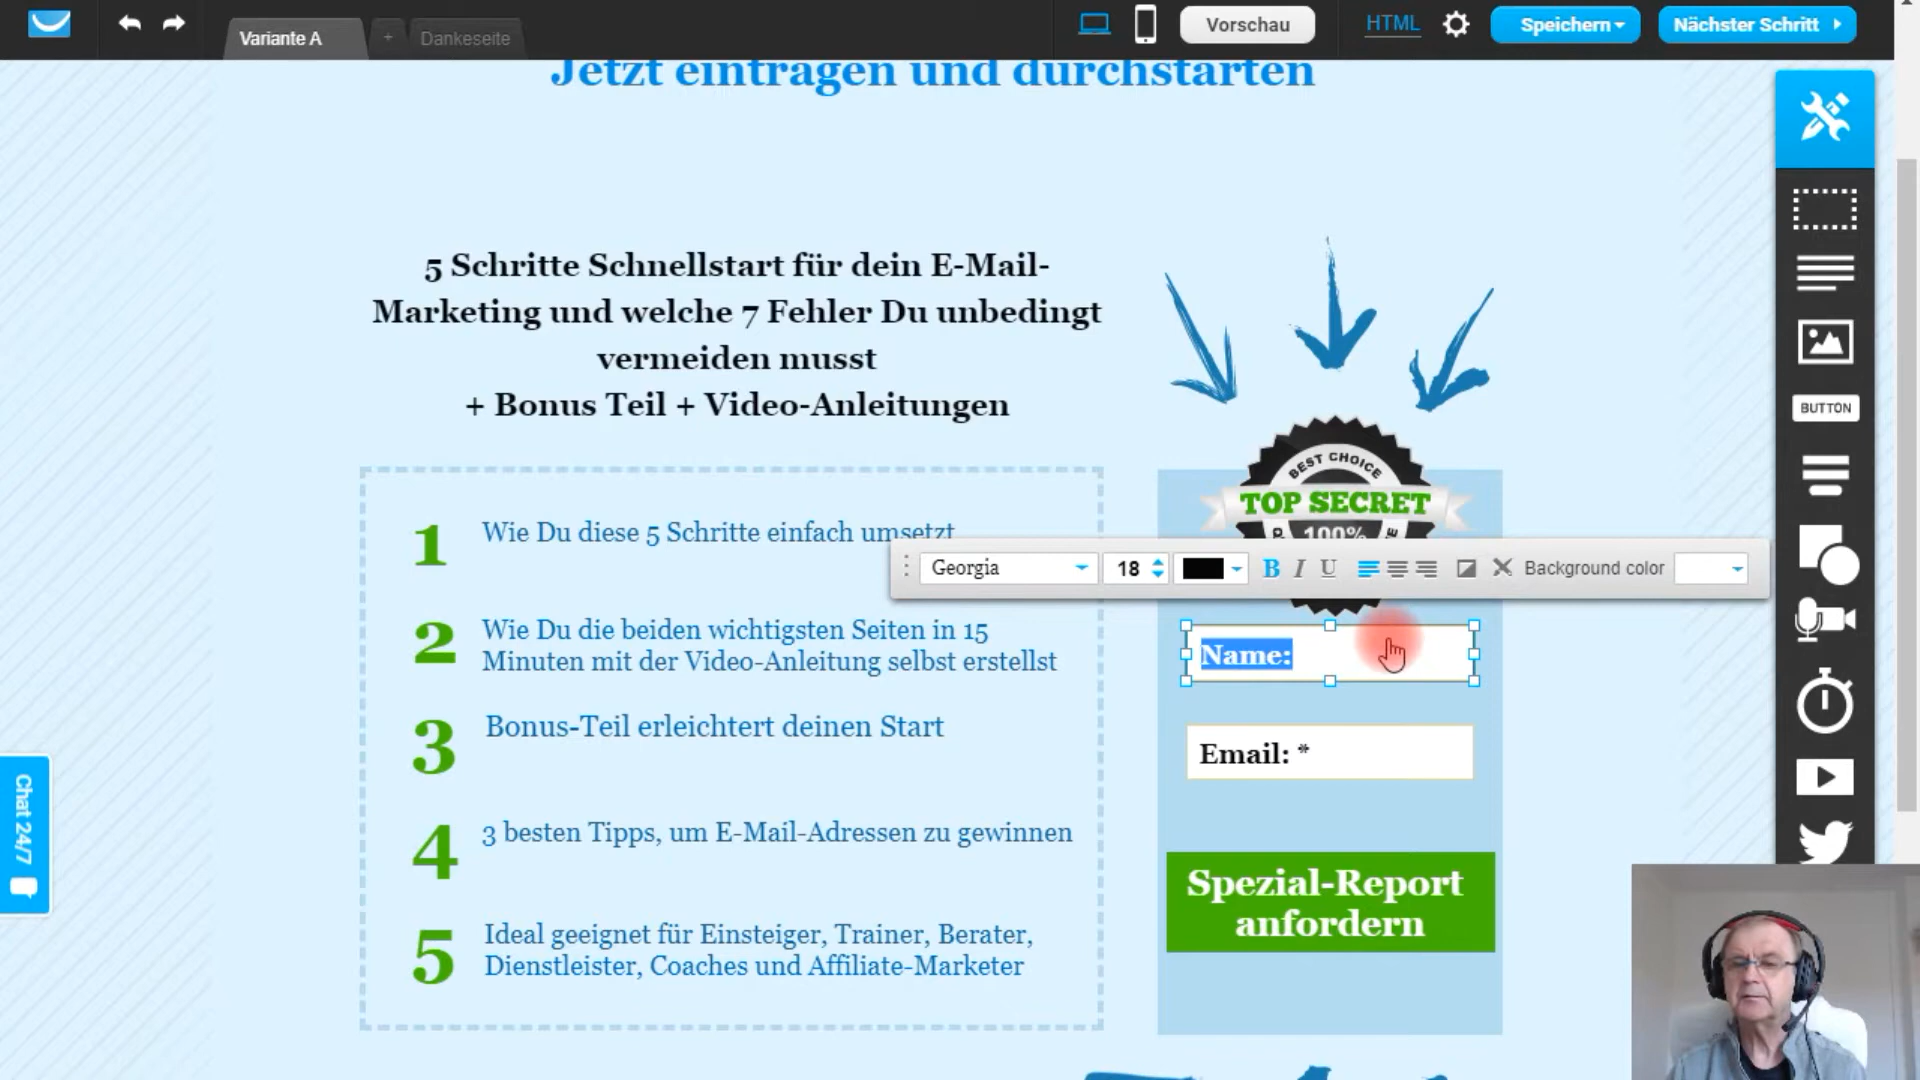 Variante A
+
Dankeseite
Vorschau
HTML
Speichern
Nächster Schritt
Jetzt eintragen und durchstarten
5 Schritte Schnellstart für dein E-Mail-
Marketing und welche 7 Fehler Du unbedingt
vermeiden musst
+ Bonus Teil + Video-Anleitungen
BUTTON
BEST CHOICE
TOP SECRET
100%
1
Wie Du diese 5 Schritte einfach umsetzt
Georgia
18
B I U
Background color
2
Wie Du die beiden wichtigsten Seiten in 15
Minuten mit der Video-Anleitung selbst erstellst
Name:
3
Bonus-Teil erleichtert deinen Start
Email: *
4
3 besten Tipps, um E-Mail-Adressen zu gewinnen
Spezial-Report
anfordern
5
Ideal geeignet für Einsteiger, Trainer, Berater,
Dienstleister, Coaches und Affiliate-Marketer
Chat 24/7